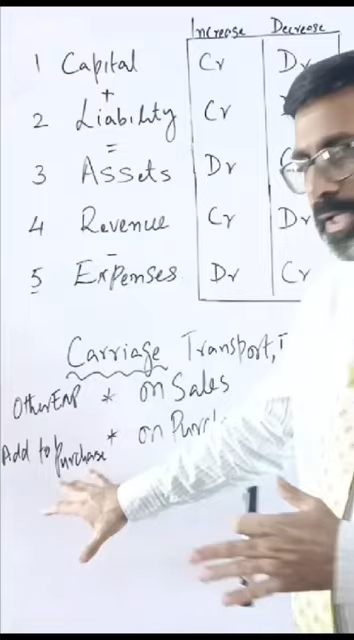 Increase Decrease
1 Capital Cr Dr
+
2 Liability Cr
=
3 Assets Dr
4 Revenue Cr Dr
-
5 Expenses Dr Cr
Carriage Transport,
Other Exp * on Sales
Add to Purchase * on